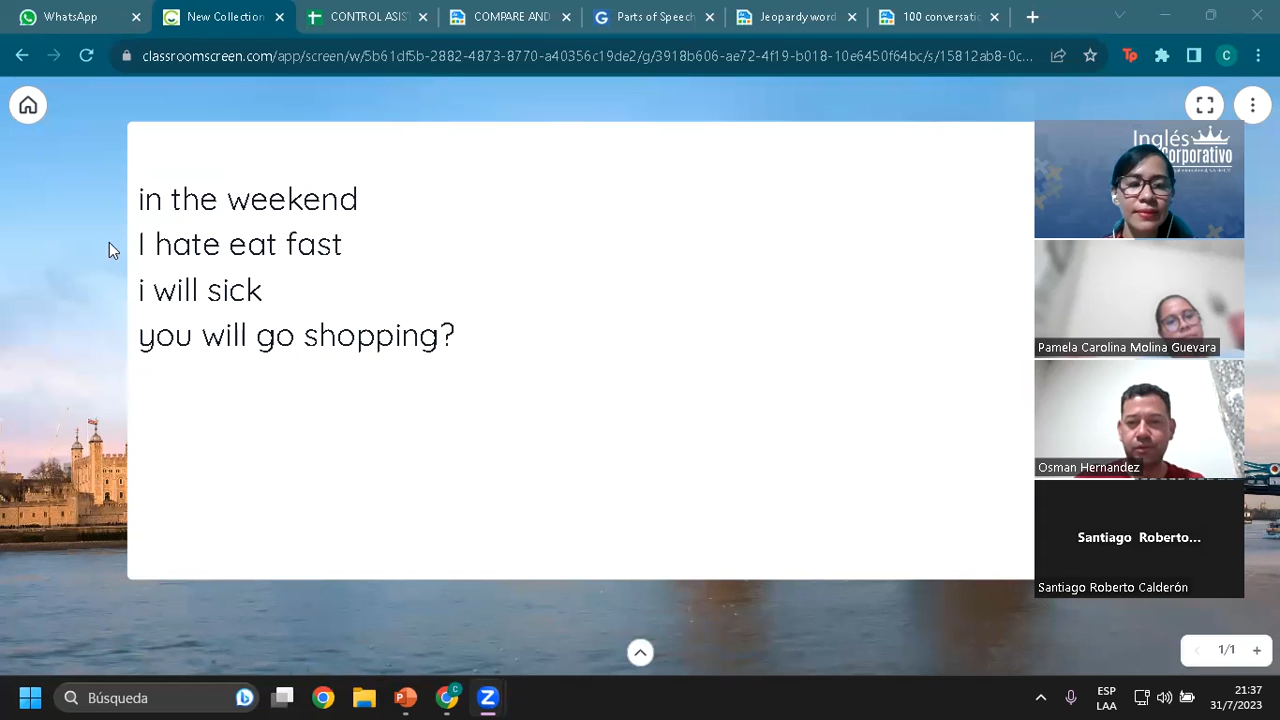 WhatsApp
New Collection
CONTROL ASIS
COMPARE AND
Parts of Speech
Jeopardy word
100 conversatic
classroomscreen.com/app/screen/w/5b61df5b-2882-4873-8770-a40356c19de2/g/3918b606-ae72-4f19-b018-10e6450f64bc/s/15812ab8-0c...
in the weekend
I hate eat fast
i will sick
you will go shopping?
Inglés
Corporativo
Pamela Carolina Molina Guevara
Osman Hernandez
Santiago Roberto...
Santiago Roberto Calderón
1/1
Búsqueda
ESP
LAA
21:37
31/7/2023